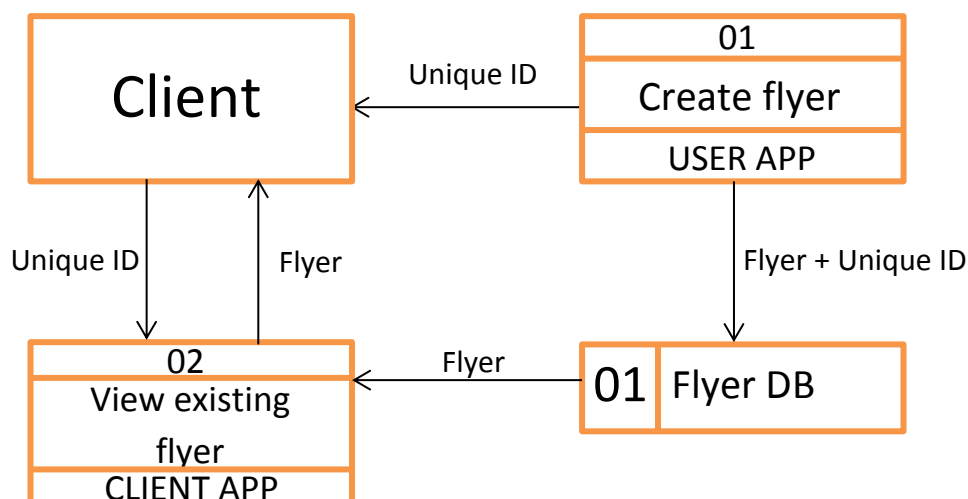 Client
Unique ID
01
Create flyer
USER APP
Unique ID
Flyer
Flyer + Unique ID
02
View existing
flyer
CLIENT APP
Flyer
01
Flyer DB